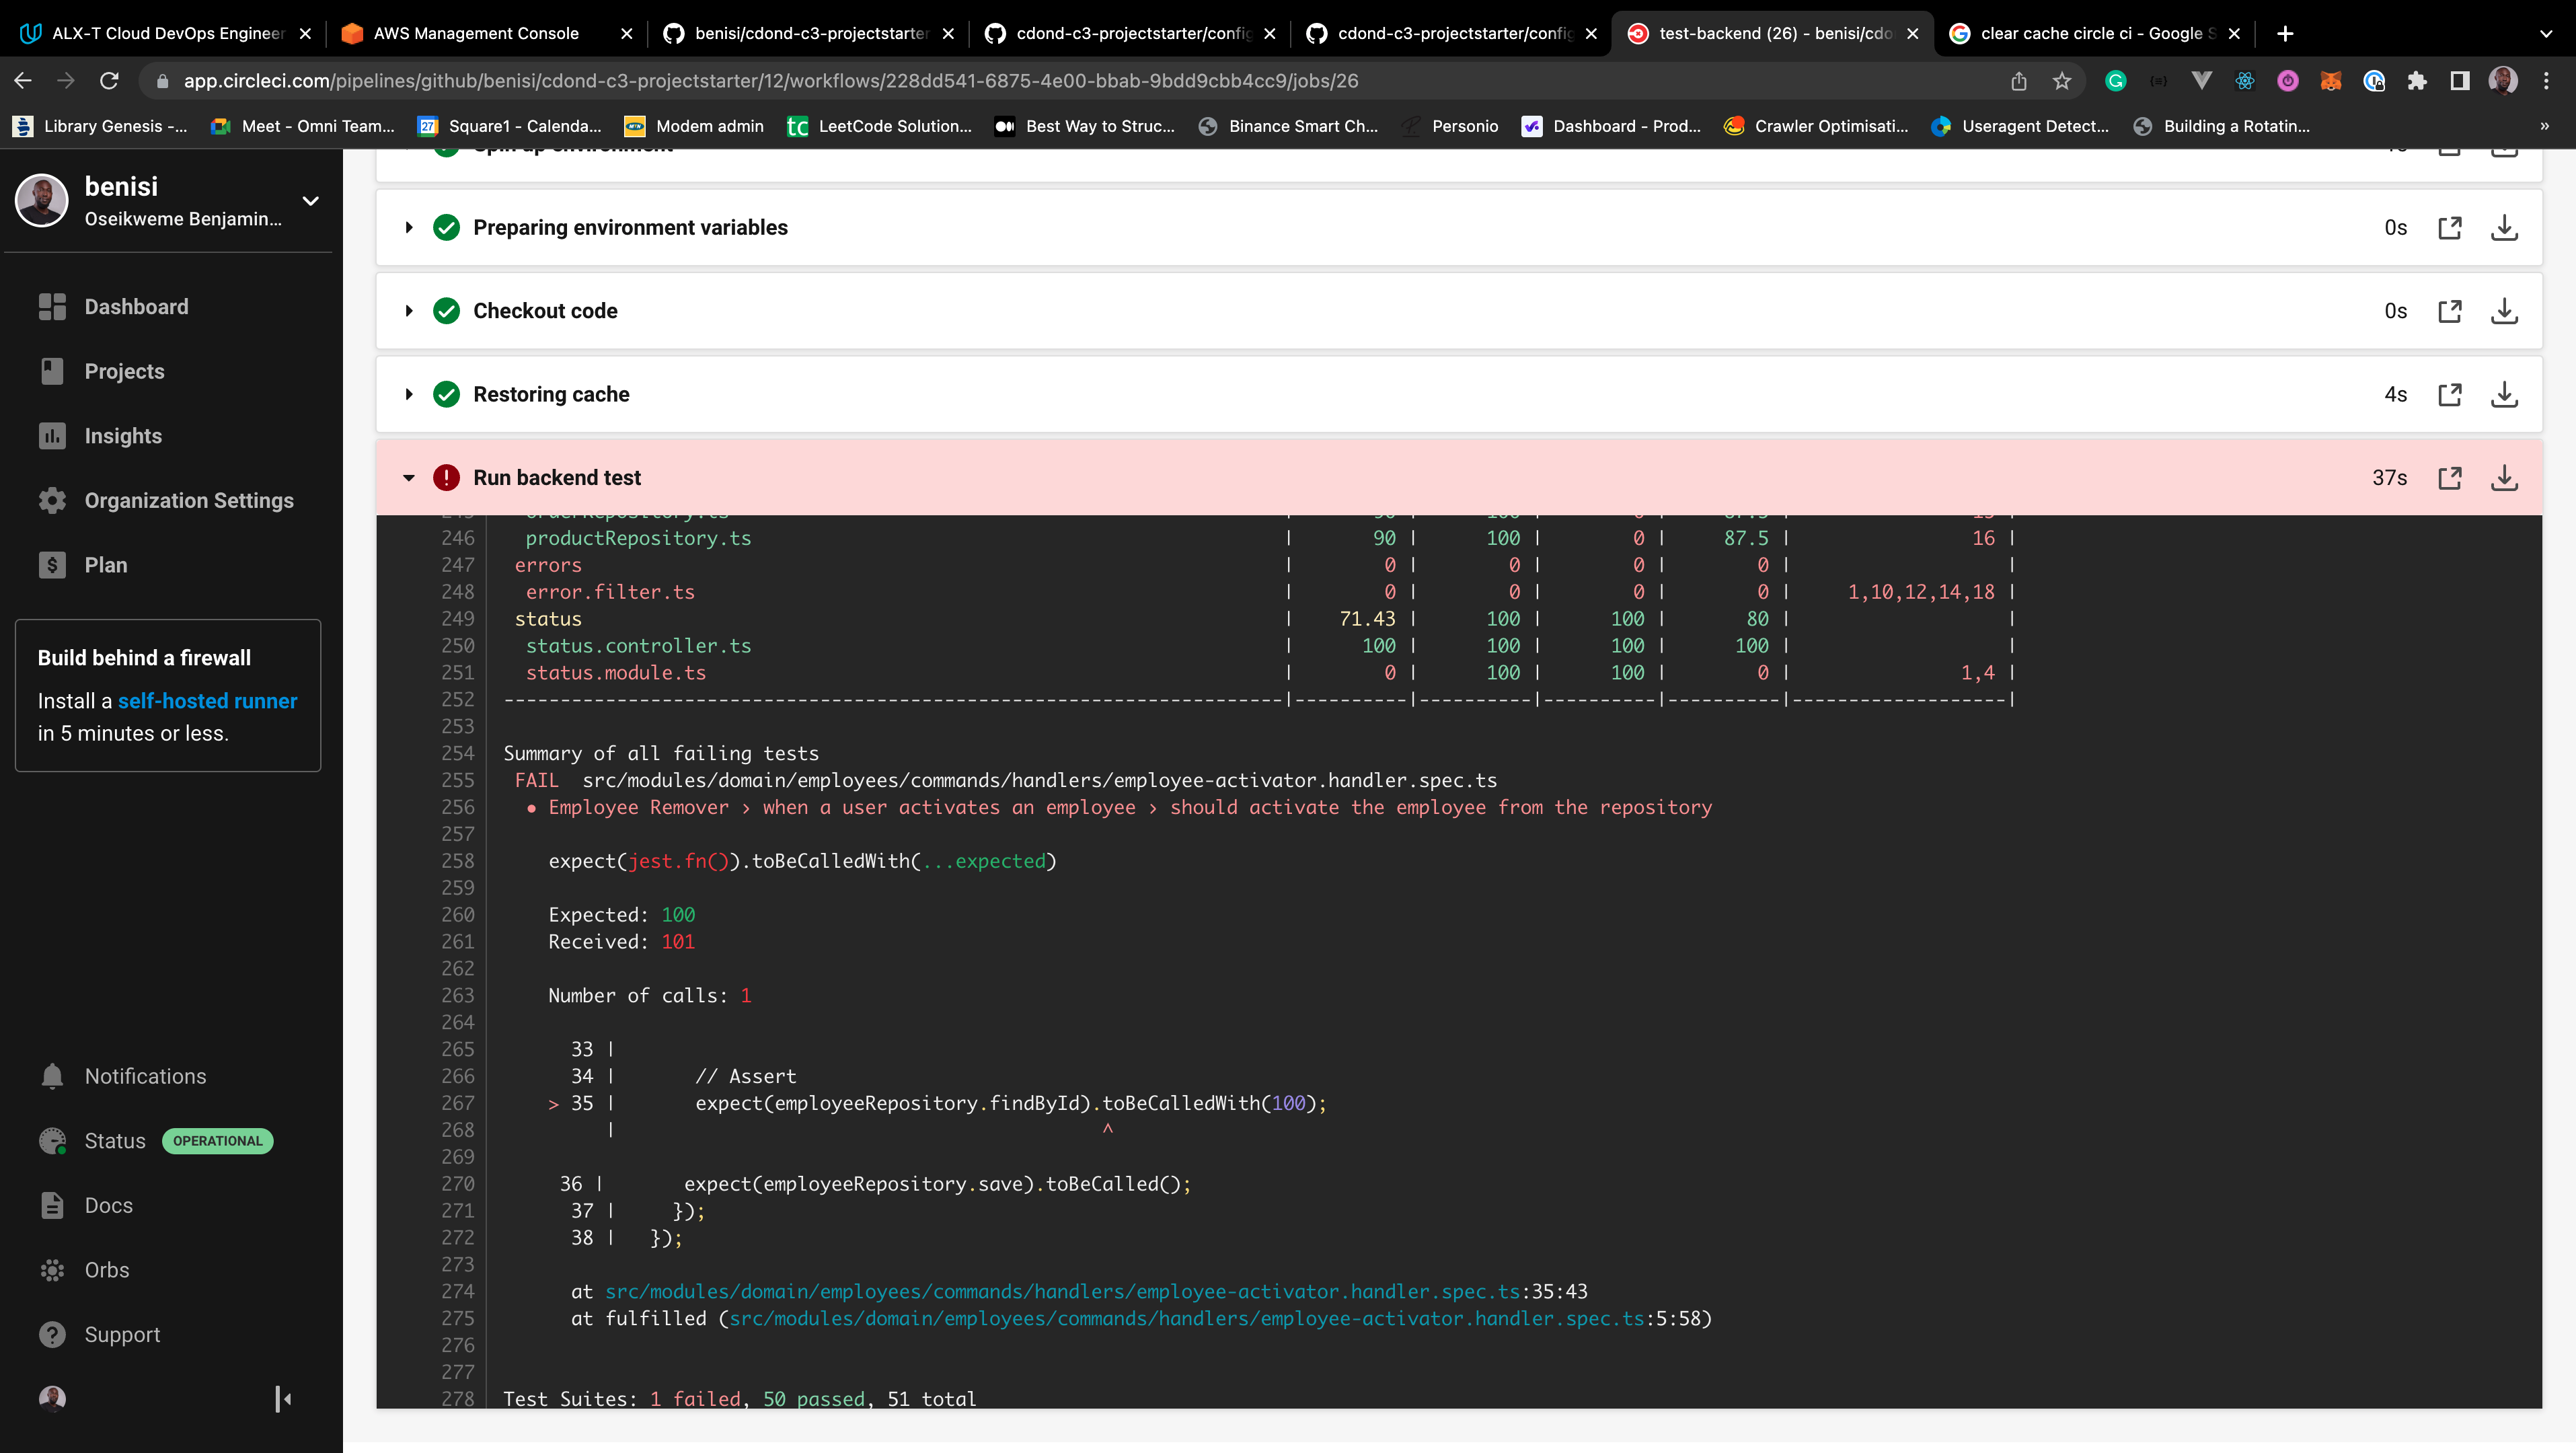 ALX-T Cloud DevOps Engineer
AWS Management Console
benisi/cdond-c3-projectstarter
cdond-c3-projectstarter/config
cdond-c3-projectstarter/config
test-backend (26) - benisi/cdo
clear cache circle ci - Google S
app.circleci.com/pipelines/github/benisi/cdond-c3-projectstarter/12/workflows/228dd541-6875-4e00-bbab-9bdd9cbb4cc9/jobs/26
Library Genesis -...
Meet - Omni Team...
27 Square1 - Calenda...
Modem admin
tc LeetCode Solution...
Best Way to Struc...
Binance Smart Ch...
Personio
Dashboard - Prod...
Crawler Optimisati...
Useragent Detect...
Building a Rotatin...
»
benisi
Oseikweme Benjamin...
Dashboard
Projects
Insights
Organization Settings
Plan
Build behind a firewall
Install a self-hosted runner
in 5 minutes or less.
Notifications
Status OPERATIONAL
Docs
Orbs
Support
Spin up environment
Preparing environment variables 0s
Checkout code 0s
Restoring cache 4s
Run backend test 37s
245 orderRepository.ts | 90 | 100 | 0 | 87.5 | 15 |
246 productRepository.ts | 90 | 100 | 0 | 87.5 | 16 |
247 errors | 0 | 0 | 0 | 0 | |
248 error.filter.ts | 0 | 0 | 0 | 0 | 1,10,12,14,18 |
249 status | 71.43 | 100 | 100 | 80 | |
250 status.controller.ts | 100 | 100 | 100 | 100 | |
251 status.module.ts | 0 | 100 | 100 | 0 | 1,4 |
252 ---------------------------------------------------------------------|----------|----------|----------|----------|-------------------|
253
254 Summary of all failing tests
255 FAIL src/modules/domain/employees/commands/handlers/employee-activator.handler.spec.ts
256 ● Employee Remover › when a user activates an employee › should activate the employee from the repository
257
258 expect(jest.fn()).toBeCalledWith(...expected)
259
260 Expected: 100
261 Received: 101
262
263 Number of calls: 1
264
265 33 |
266 34 | // Assert
267 > 35 | expect(employeeRepository.findById).toBeCalledWith(100);
268 | ^
269
270 36 | expect(employeeRepository.save).toBeCalled();
271 37 | });
272 38 | });
273
274 at src/modules/domain/employees/commands/handlers/employee-activator.handler.spec.ts:35:43
275 at fulfilled (src/modules/domain/employees/commands/handlers/employee-activator.handler.spec.ts:5:58)
276
277
278 Test Suites: 1 failed, 50 passed, 51 total